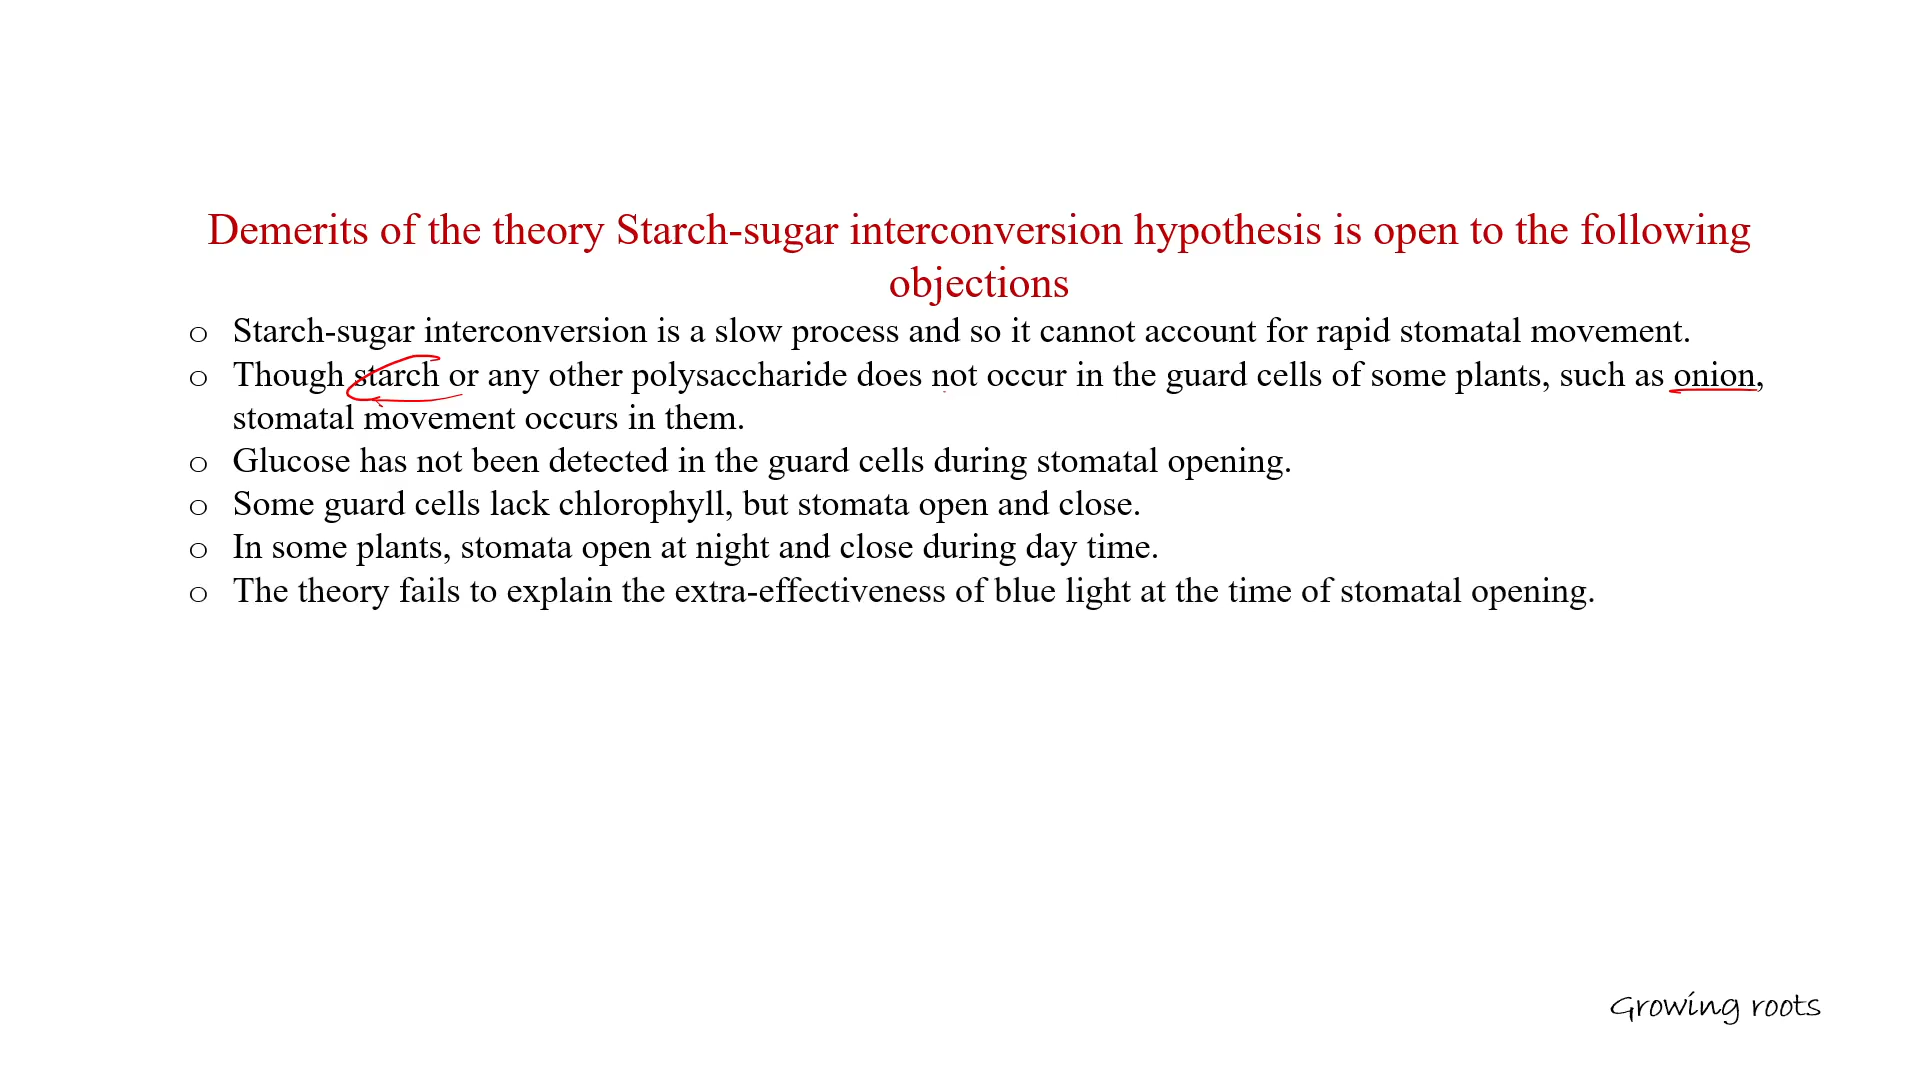 Demerits of the theory Starch-sugar interconversion hypothesis is open to the following
objections
o Starch-sugar interconversion is a slow process and so it cannot account for rapid stomatal movement.
o Though starch or any other polysaccharide does not occur in the guard cells of some plants, such as onion,
stomatal movement occurs in them.
o Glucose has not been detected in the guard cells during stomatal opening.
o Some guard cells lack chlorophyll, but stomata open and close.
o In some plants, stomata open at night and close during day time.
o The theory fails to explain the extra-effectiveness of blue light at the time of stomatal opening.
Growing roots